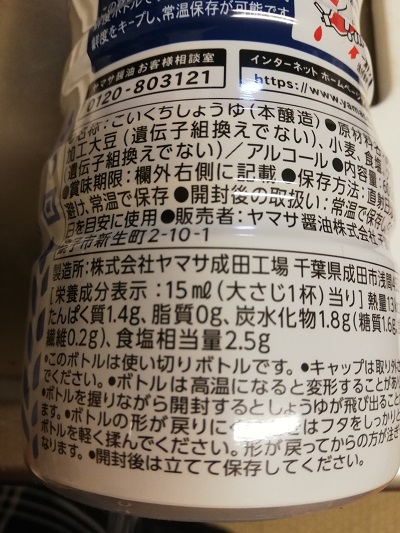 鮮度をキープし、常温保存が可能です
ヤマサ醤油 お客様相談室
インターネット ホームペー
0120-803121
https://www.yama
名称：こいくちしょうゆ（本醸造）●原材料
加工大豆（遺伝子組換えでない）、小麦、食塩
遺伝子組換えでない）／アルコール●内容量：
●賞味期限：欄外右側に記載●保存方法：直射
避け、常温で保存●開封後の取扱い：常温で保存し
日を目安に使用●販売者：ヤマサ醤油株式会社
市新生町2-10-1
製造所：株式会社ヤマサ成田工場 千葉県成田市浅間4
[栄養成分表示：15㎖（大さじ1杯）当り]熱量13k
たんぱく質1.4g、脂質0g、炭水化物1.8g（糖質1.6g
繊維0.2g）、食塩相当量2.5g
●このボトルは使い切りボトルです。●キャップは取り外さ
でください。●ボトルは高温になると変形することがあり
●ボトルを握りながら開封するとしょうゆが飛び出ること
ます。●ボトルの形が戻りに はフタをしっかりと
ボトルを軽く揉んでください。形が戻ってからの方が注ぎ
なります。●開封後は立てて保存してください。